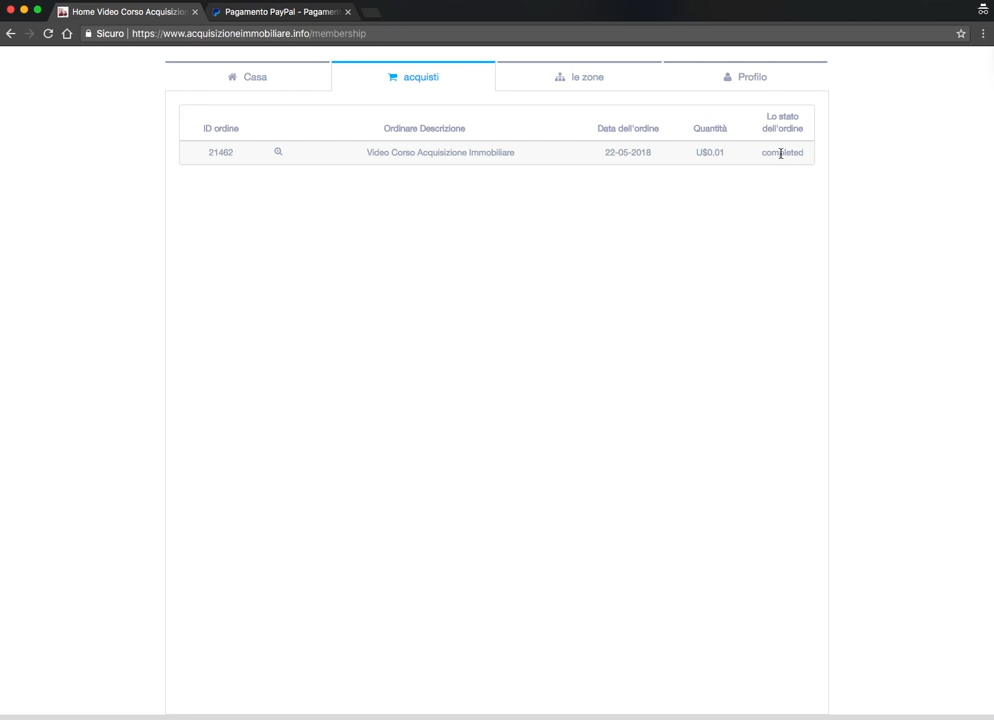 Home Video Corso Acquisizion
Pagamento PayPal - Pagament
Sicuro | https://www.acquisizioneimmobiliare.info/membership
Casa
acquisti
le zone
Profilo
ID ordine
Ordinare Descrizione
Data dell'ordine
Quantità
Lo stato
dell'ordine
21462
Video Corso Acquisizione Immobiliare
22-05-2018
U$0.01
completed